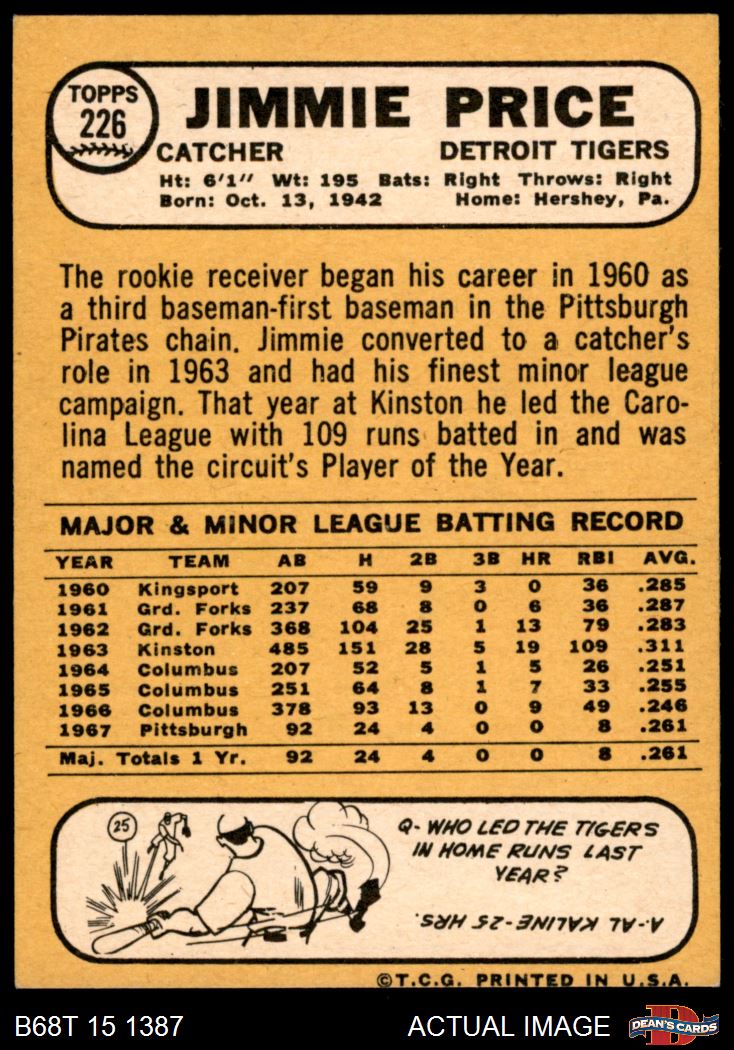 TOPPS
226
JIMMIE PRICE
CATCHER DETROIT TIGERS
Ht: 6'1" Wt: 195 Bats: Right Throws: Right
Born: Oct. 13, 1942 Home: Hershey, Pa.
The rookie receiver began his career in 1960 as
a third baseman-first baseman in the Pittsburgh
Pirates chain. Jimmie converted to a catcher's
role in 1963 and had his finest minor league
campaign. That year at Kinston he led the Caro-
lina League with 109 runs batted in and was
named the circuit's Player of the Year.
MAJOR & MINOR LEAGUE BATTING RECORD
YEAR TEAM AB H 2B 3B HR RBI AVG.
1960 Kingsport 207 59 9 3 0 36 .285
1961 Grd. Forks 237 68 8 0 6 36 .287
1962 Grd. Forks 368 104 25 1 13 79 .283
1963 Kinston 485 151 28 5 19 109 .311
1964 Columbus 207 52 5 1 5 26 .251
1965 Columbus 251 64 8 1 7 33 .255
1966 Columbus 378 93 13 0 9 49 .246
1967 Pittsburgh 92 24 4 0 0 8 .261
Maj. Totals 1 Yr. 92 24 4 0 0 8 .261
25
Q- WHO LED THE TIGERS
IN HOME RUNS LAST
YEAR?
A-AL KALINE-25 HRS.
©T.C.G. PRINTED IN U.S.A.
B68T 15 1387 ACTUAL IMAGE
D
DEAN'S CARDS